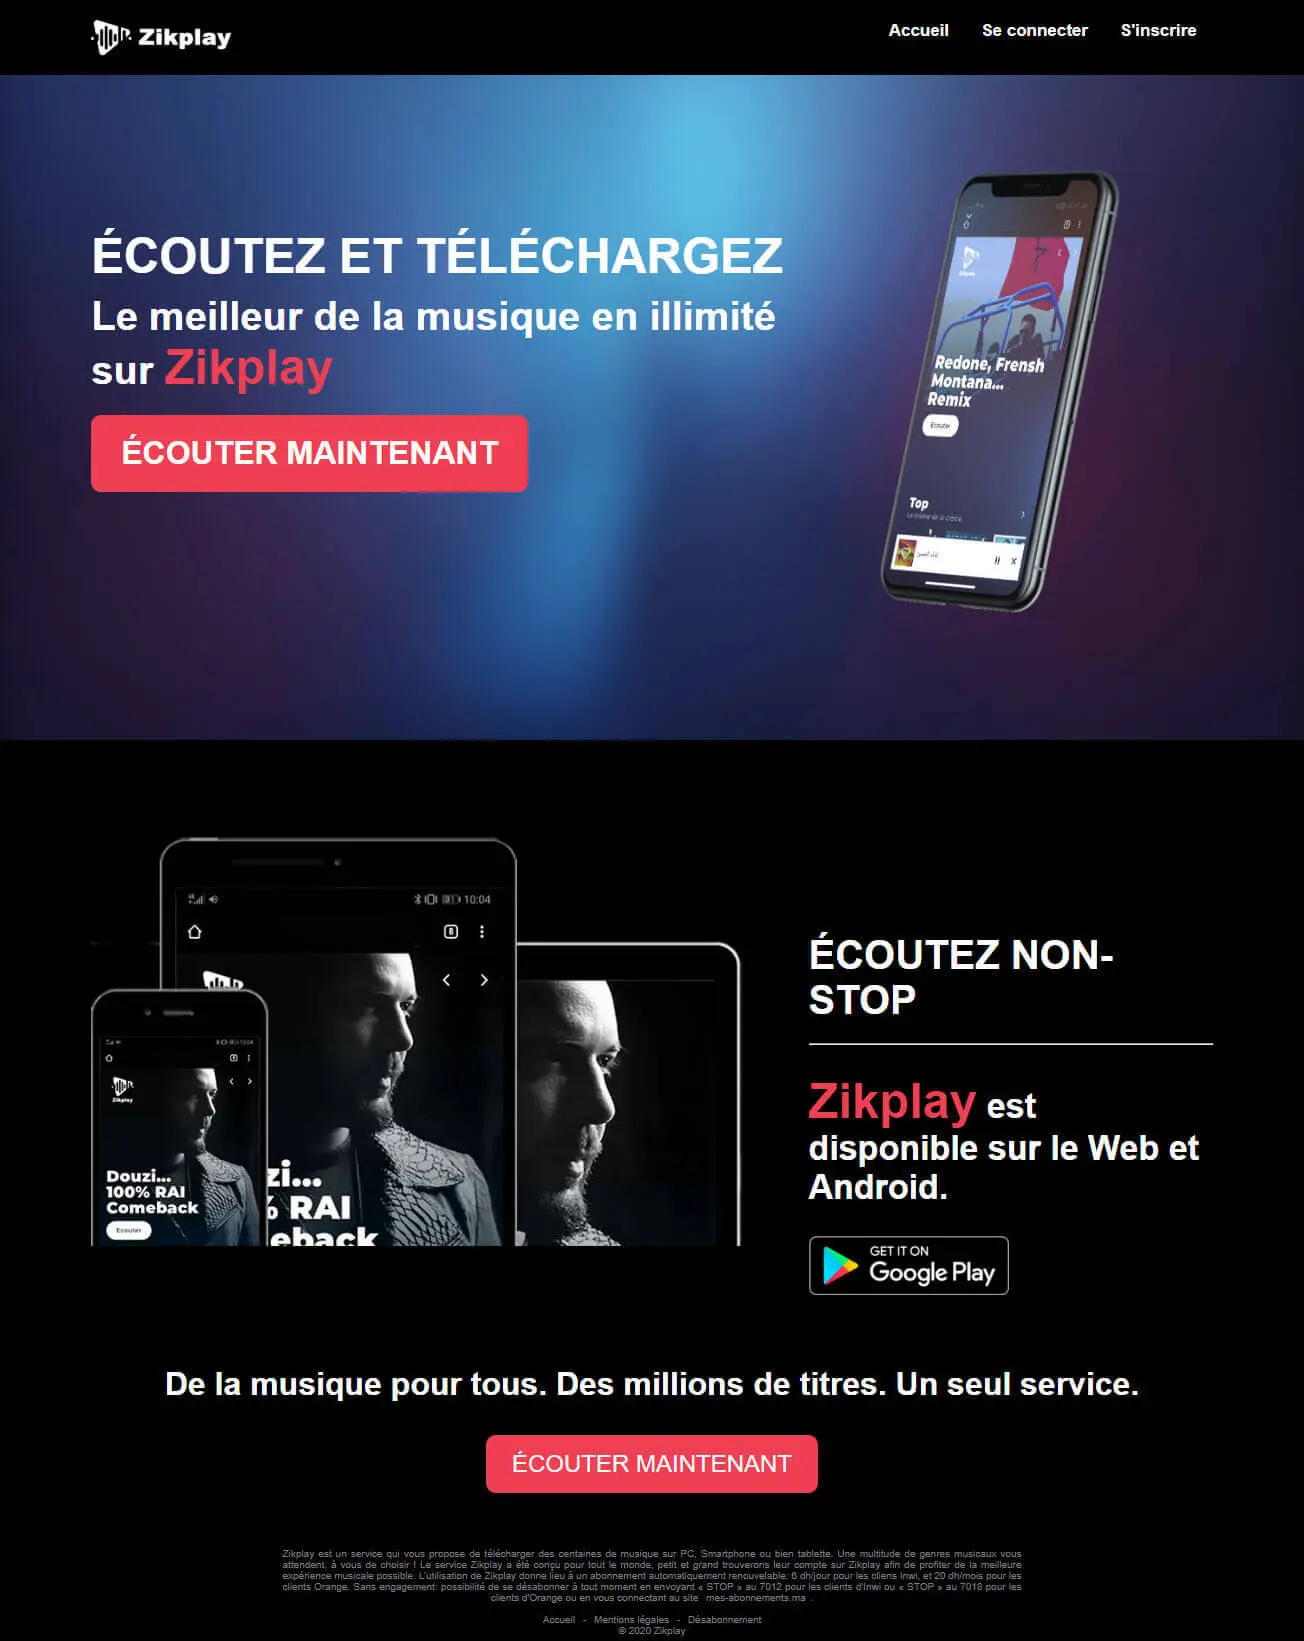 Zikplay
Accueil Se connecter S'inscrire
ÉCOUTEZ ET TÉLÉCHARGEZ
Le meilleur de la musique en illimité
sur Zikplay
ÉCOUTER MAINTENANT
Zikplay
Redone, Frensh
Montana...
Remix
Ecouter
Top
La crème de la crème
10:04
ÉCOUTEZ NON-
STOP
Zikplay est
disponible sur le Web et
Android.
GET IT ON
Google Play
Zikplay
Douzi...
100% RAI
Comeback
Ecouter
zi...
% RAI
eback
De la musique pour tous. Des millions de titres. Un seul service.
ÉCOUTER MAINTENANT
Zikplay est un service qui vous propose de télécharger des centaines de musique sur PC, Smartphone ou bien tablette. Une multitude de genres musicaux vous
attendent, à vous de choisir ! Le service Zikplay a été conçu pour tout le monde, petit et grand trouverons leur compte sur Zikplay afin de profiter de la meilleure
expérience musicale possible. L'utilisation de Zikplay donne lieu à un abonnement automatiquement renouvelable: 6 dh/jour pour les cliens Inwi, et 20 dh/mois pour les
clients Orange. Sans engagement: possibilité de se désabonner à tout moment en envoyant « STOP » au 7012 pour les clients d'Inwi ou « STOP » au 7018 pour les
clients d'Orange ou en vous connectant au site mes-abonnements.ma .
Accueil - Mentions légales - Désabonnement
© 2020 Zikplay